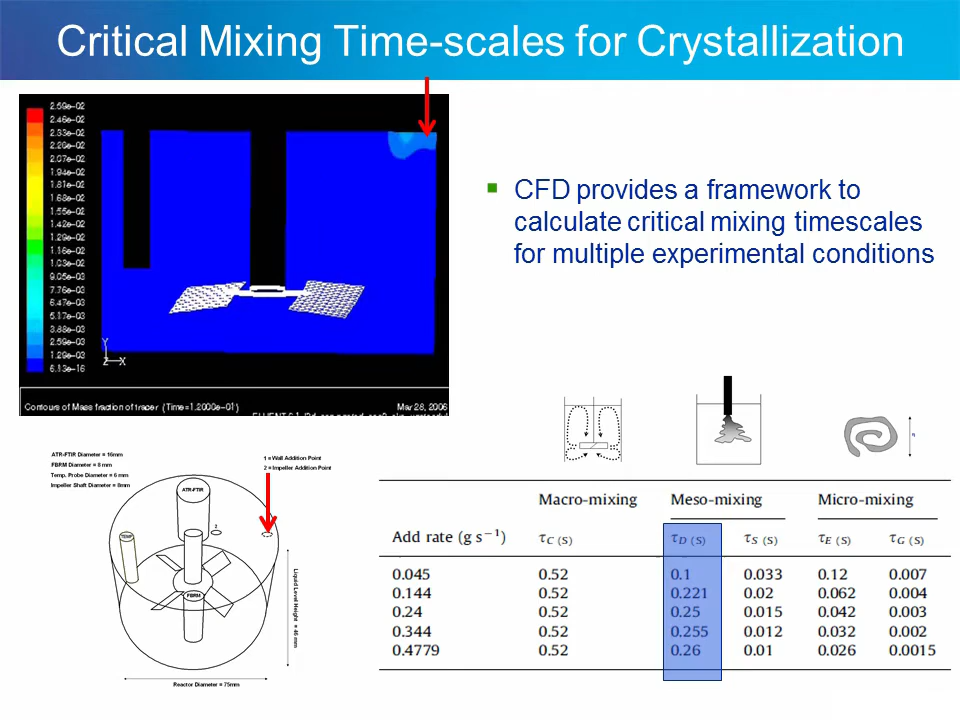 Critical Mixing Time-scales for Crystallization
2.59e-02
2.46e-02
2.33e-02
2.20e-02
2.07e-02
1.94e-02
1.81e-02
1.68e-02
1.55e-02
1.42e-02
1.29e-02
1.16e-02
1.03e-02
9.05e-03
7.76e-03
6.47e-03
5.17e-03
3.88e-03
2.59e-03
1.29e-03
6.13e-16
Y
Z X
Contours of Mass fraction of tracer (Time=1.2000e-01)
Mar 28, 2006
CFD provides a framework to
calculate critical mixing timescales
for multiple experimental conditions
ATR-FTIR Diameter = 16mm
FBRM Diameter = 8 mm
Temp. Probe Diameter = 6 mm
Impeller Shaft Diameter = 8mm
1 = Wall Addition Point
2 = Impeller Addition Point
ATR-FTIR
2
TEMP
FBRM
Liquid Level Height = 46 mm
Reactor Diameter = 75mm
Macro-mixing Meso-mixing Micro-mixing
Add rate (g s⁻¹) τC (S) τD (S) τS (S) τE (S) τG (S)
0.045 0.52 0.1 0.033 0.12 0.007
0.144 0.52 0.221 0.02 0.062 0.004
0.24 0.52 0.25 0.015 0.042 0.003
0.344 0.52 0.255 0.012 0.032 0.002
0.4779 0.52 0.26 0.01 0.026 0.0015